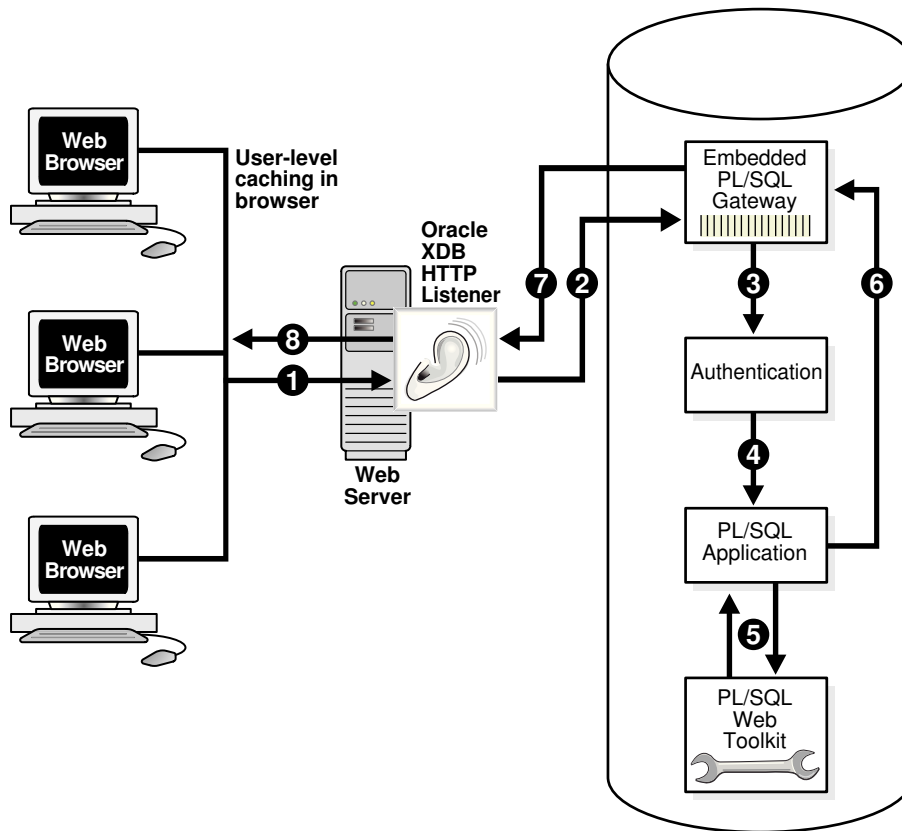 Web
Browser
User-level
caching in
browser
Web
Browser
Web
Browser
8
1
Oracle
XDB
HTTP
Listener
Web
Server
7
2
Embedded
PL/SQL
Gateway
3
6
Authentication
4
PL/SQL
Application
5
PL/SQL
Web
Toolkit